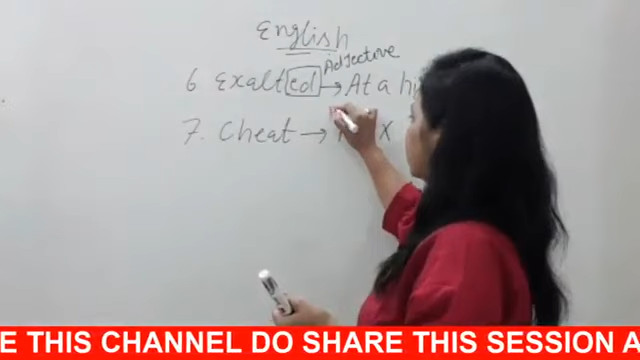 English
Adjective
6 Exalted → At a hi
7. Cheat →
E THIS CHANNEL DO SHARE THIS SESSION A